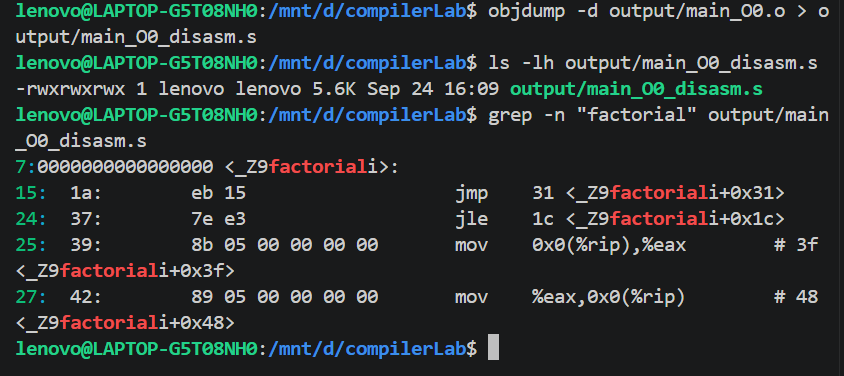 lenovo@LAPTOP-G5T08NH0:/mnt/d/compilerLab$ objdump -d output/main_O0.o > o
utput/main_O0_disasm.s
lenovo@LAPTOP-G5T08NH0:/mnt/d/compilerLab$ ls -lh output/main_O0_disasm.s
-rwxrwxrwx 1 lenovo lenovo 5.6K Sep 24 16:09 output/main_O0_disasm.s
lenovo@LAPTOP-G5T08NH0:/mnt/d/compilerLab$ grep -n "factorial" output/main
_O0_disasm.s
7:0000000000000000 <_Z9factoriali>:
15:  1a:       eb 15                   jmp    31 <_Z9factoriali+0x31>
24:  37:       7e e3                   jle    1c <_Z9factoriali+0x1c>
25:  39:       8b 05 00 00 00 00       mov    0x0(%rip),%eax        # 3f
<_Z9factoriali+0x3f>
27:  42:       89 05 00 00 00 00       mov    %eax,0x0(%rip)        # 48
<_Z9factoriali+0x48>
lenovo@LAPTOP-G5T08NH0:/mnt/d/compilerLab$